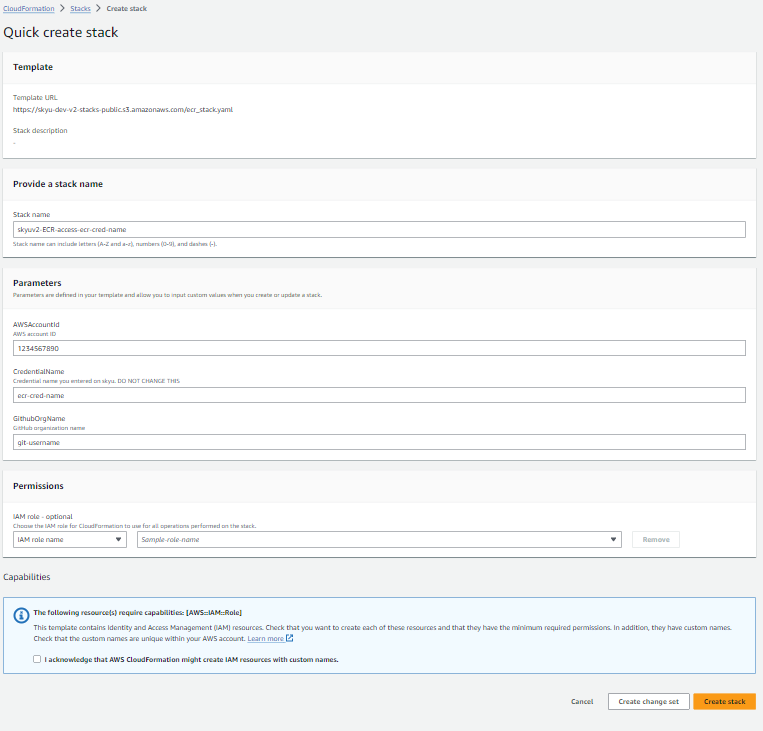 CloudFormation > Stacks > Create stack
Quick create stack
Template
Template URL
https://skyu-dev-v2-stacks-public.s3.amazonaws.com/ecr_stack.yaml
Stack description
-
Provide a stack name
Stack name
skyuv2-ECR-access-ecr-cred-name
Stack name can include letters (A-Z and a-z), numbers (0-9), and dashes (-).
Parameters
Parameters are defined in your template and allow you to input custom values when you create or update a stack.
AWSAccountId
AWS account ID
1234567890
CredentialName
Credential name you entered on skyu. DO NOT CHANGE THIS
ecr-cred-name
GithubOrgName
GitHub organization name
git-username
Permissions
IAM role - optional
Choose the IAM role for CloudFormation to use for all operations performed on the stack.
IAM role name Sample-role-name Remove
Capabilities
The following resource(s) require capabilities: [AWS::IAM::Role]
This template contains Identity and Access Management (IAM) resources. Check that you want to create each of these resources and that they have the minimum required permissions. In addition, they have custom names.
Check that the custom names are unique within your AWS account. Learn more
I acknowledge that AWS CloudFormation might create IAM resources with custom names.
Cancel Create change set Create stack